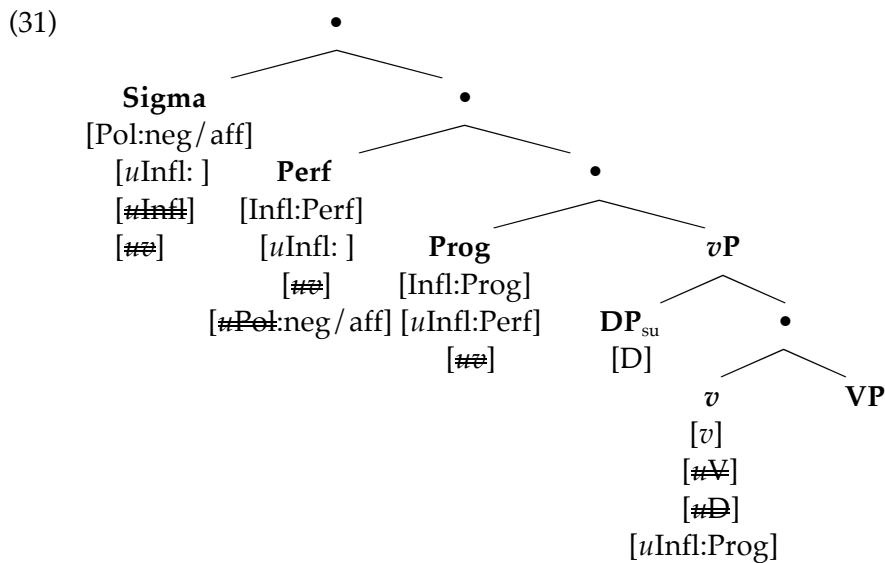 (31)
•
Sigma •
[Pol:neg/aff]
[uInfl: ] Perf •
[uInfl] [Infl:Perf]
[uv] [uInfl: ] Prog vP
[uv] [Infl:Prog]
[uPol:neg/aff] [uInfl:Perf] DPsu •
[uv] [D]
v VP
[v]
[uV]
[uD]
[uInfl:Prog]